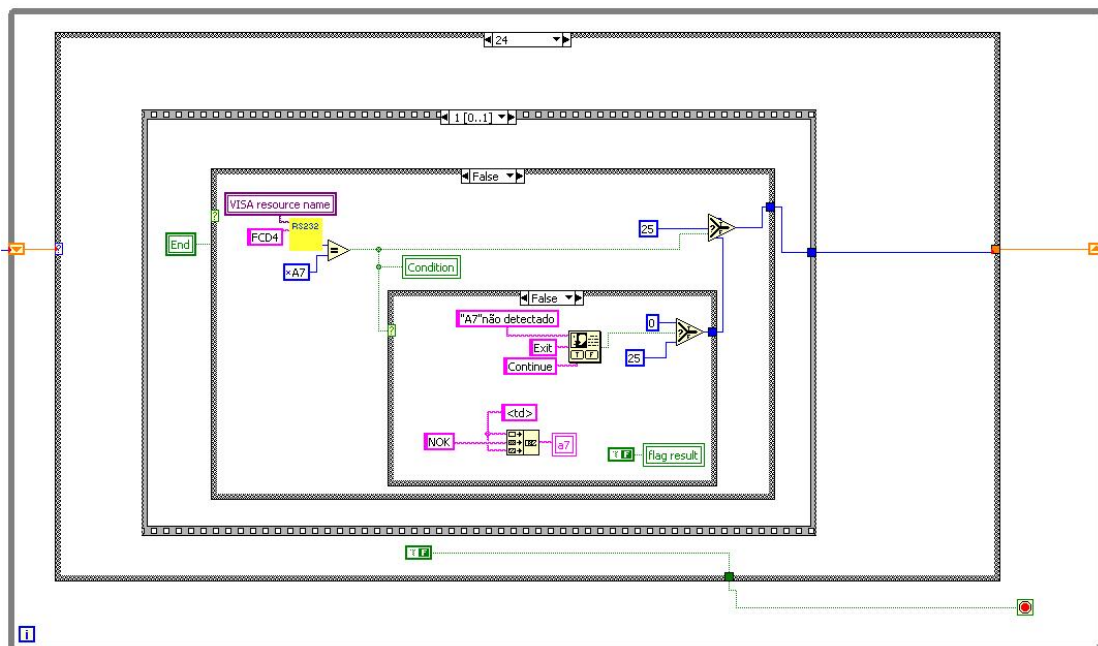 24
1 [0..1]
False
VISA resource name
RS232
FCD4
End
?
=
×A7
Condition
25
?
False
?
"A7"não detectado
Exit
Continue
T F
0
25
?
<td>
NOK
a7
T F
flag result
T F
?
i